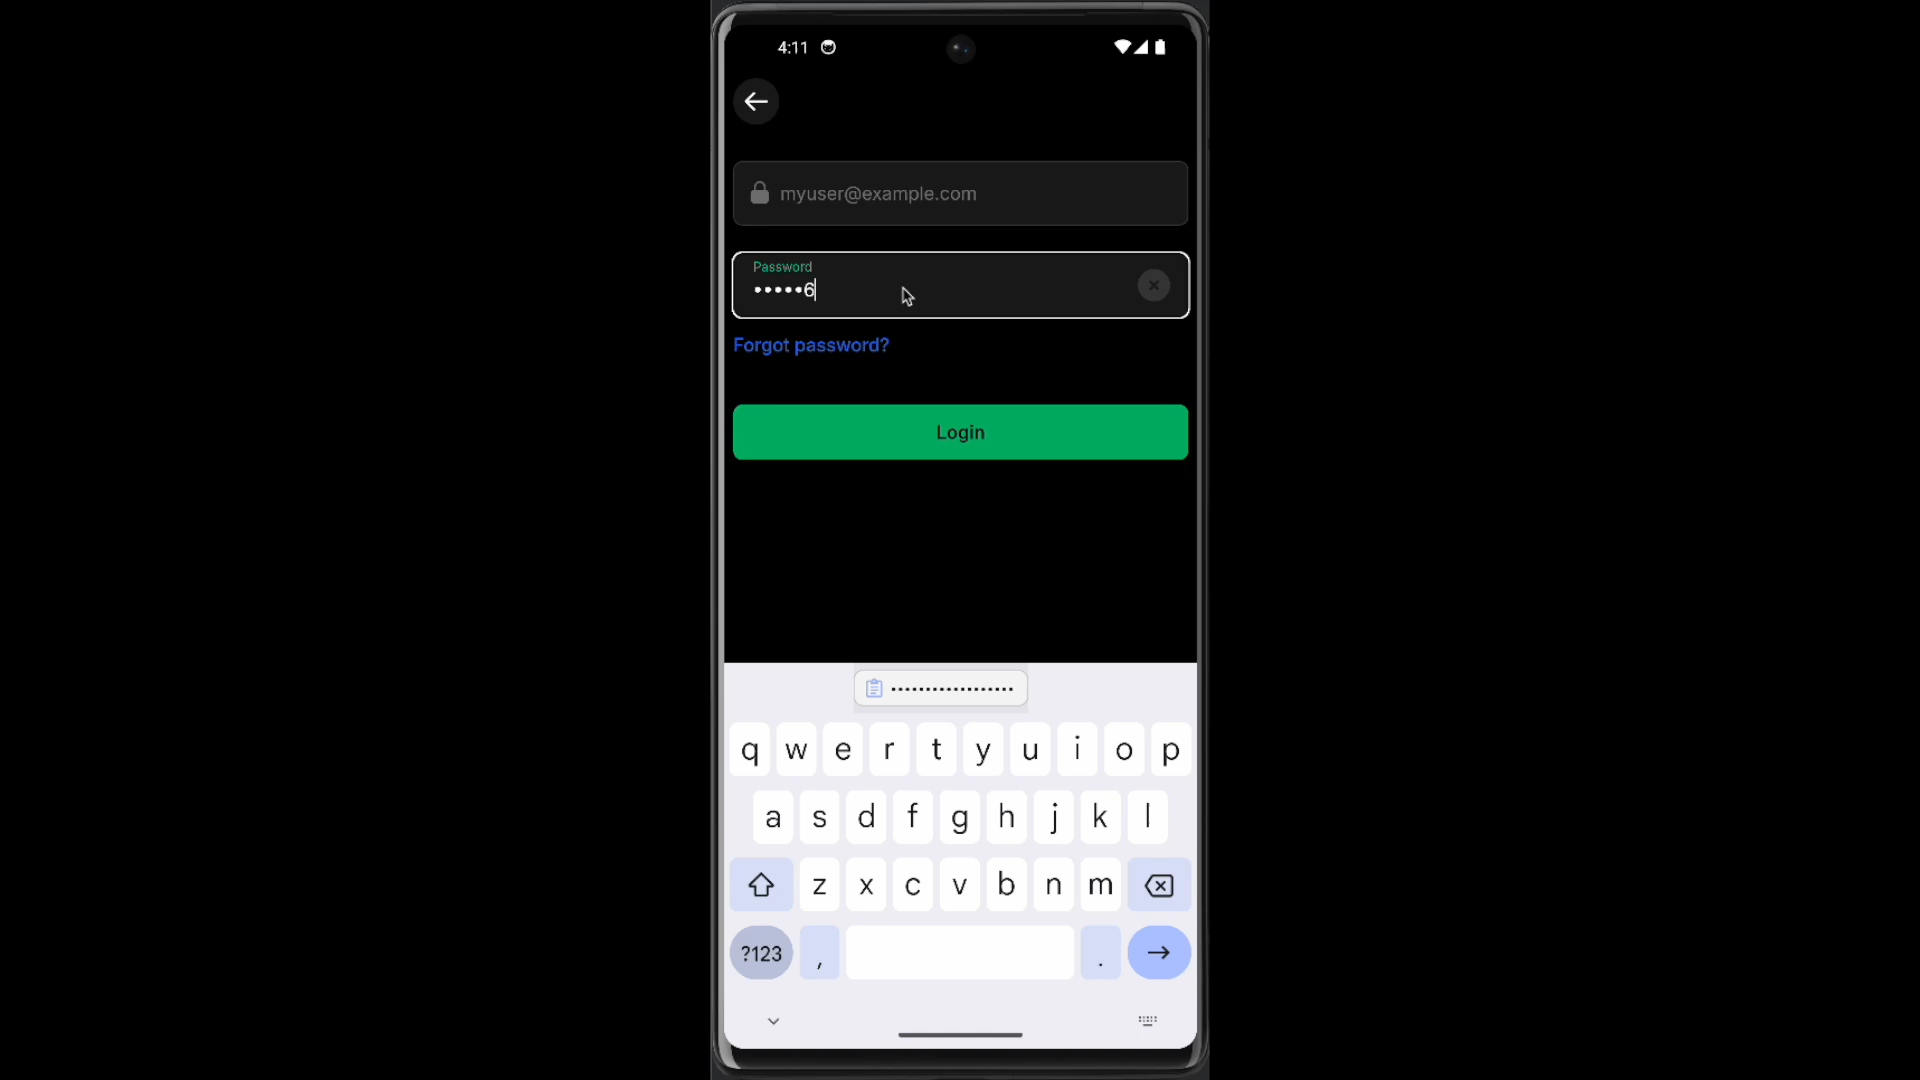 4:11
myuser@example.com
Password
•••••6
Forgot password?
Login
••••••••••••••••••
q w e r t y u i o p
a s d f g h j k l
z x c v b n m
?123 , .